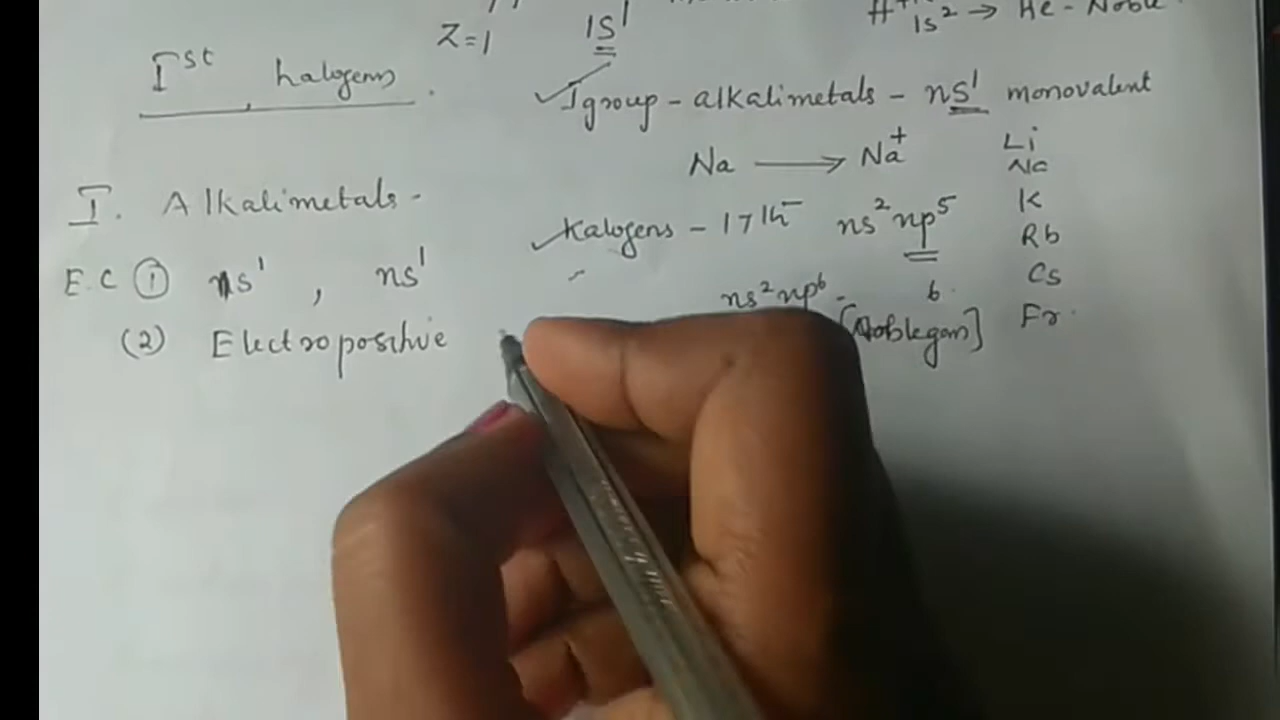 1s¹
H⁺
1s² → He - Noble
Z=1
Iˢᵗ, halogens.
✓ I group - alkalimetals - ns¹ monovalent
Na ⟶ Na⁺
Li
Na
K
Rb
Cs
Fr.
I. Alkalimetals -
✓ Halogens - 17th ns² np⁵
E.C ① ns¹, ns¹
ns² np⁶ -
6.
[Noblegas]
(2) Electropositive